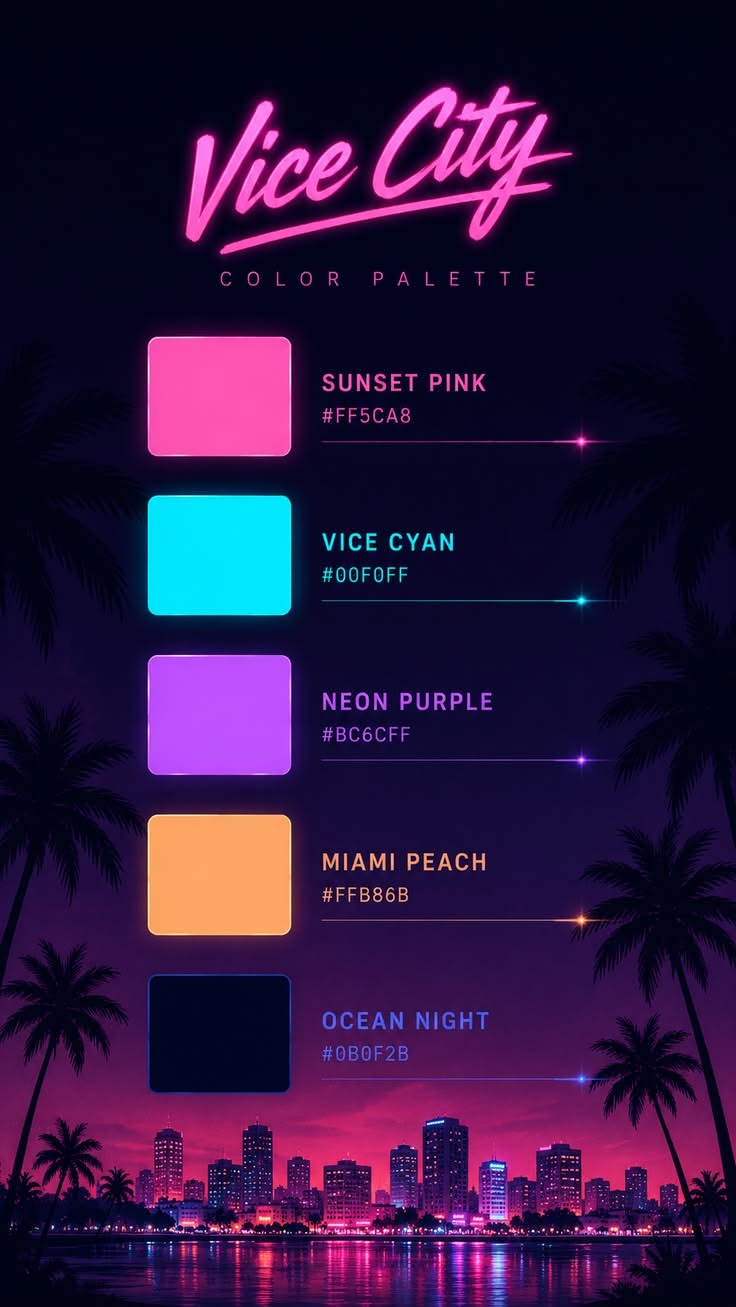 Vice City
COLOR PALETTE
SUNSET PINK
#FF5CA8
VICE CYAN
#00F0FF
NEON PURPLE
#BC6CFF
MIAMI PEACH
#FFB86B
OCEAN NIGHT
#0B0F2B